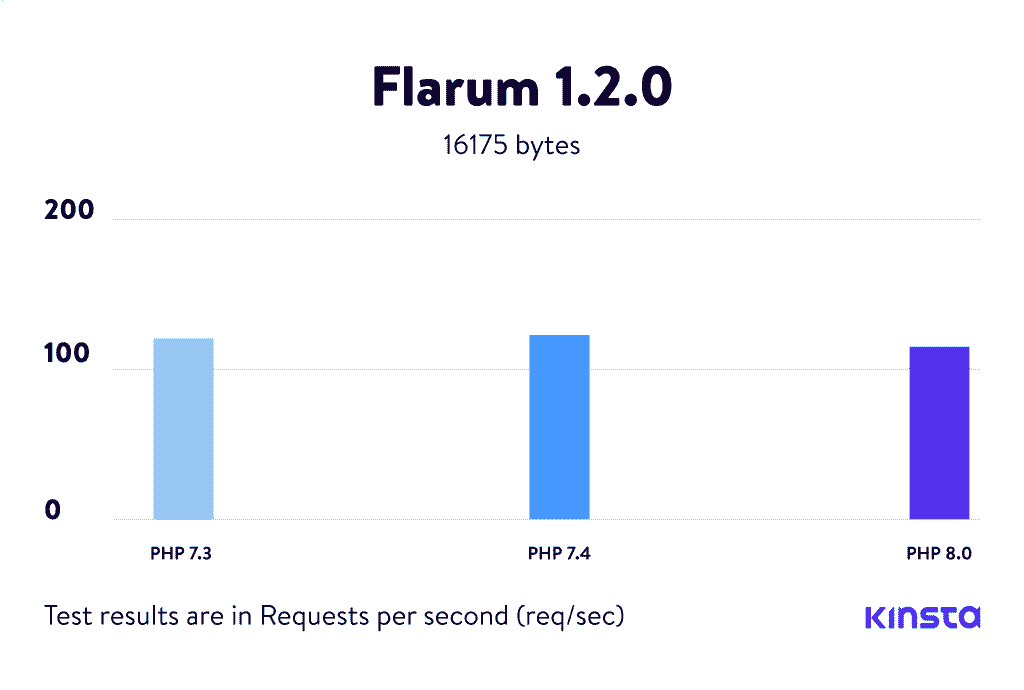 Flarum 1.2.0
16175 bytes
200
100
0
PHP 7.3 PHP 7.4 PHP 8.0
Test results are in Requests per second (req/sec)
KINSTA